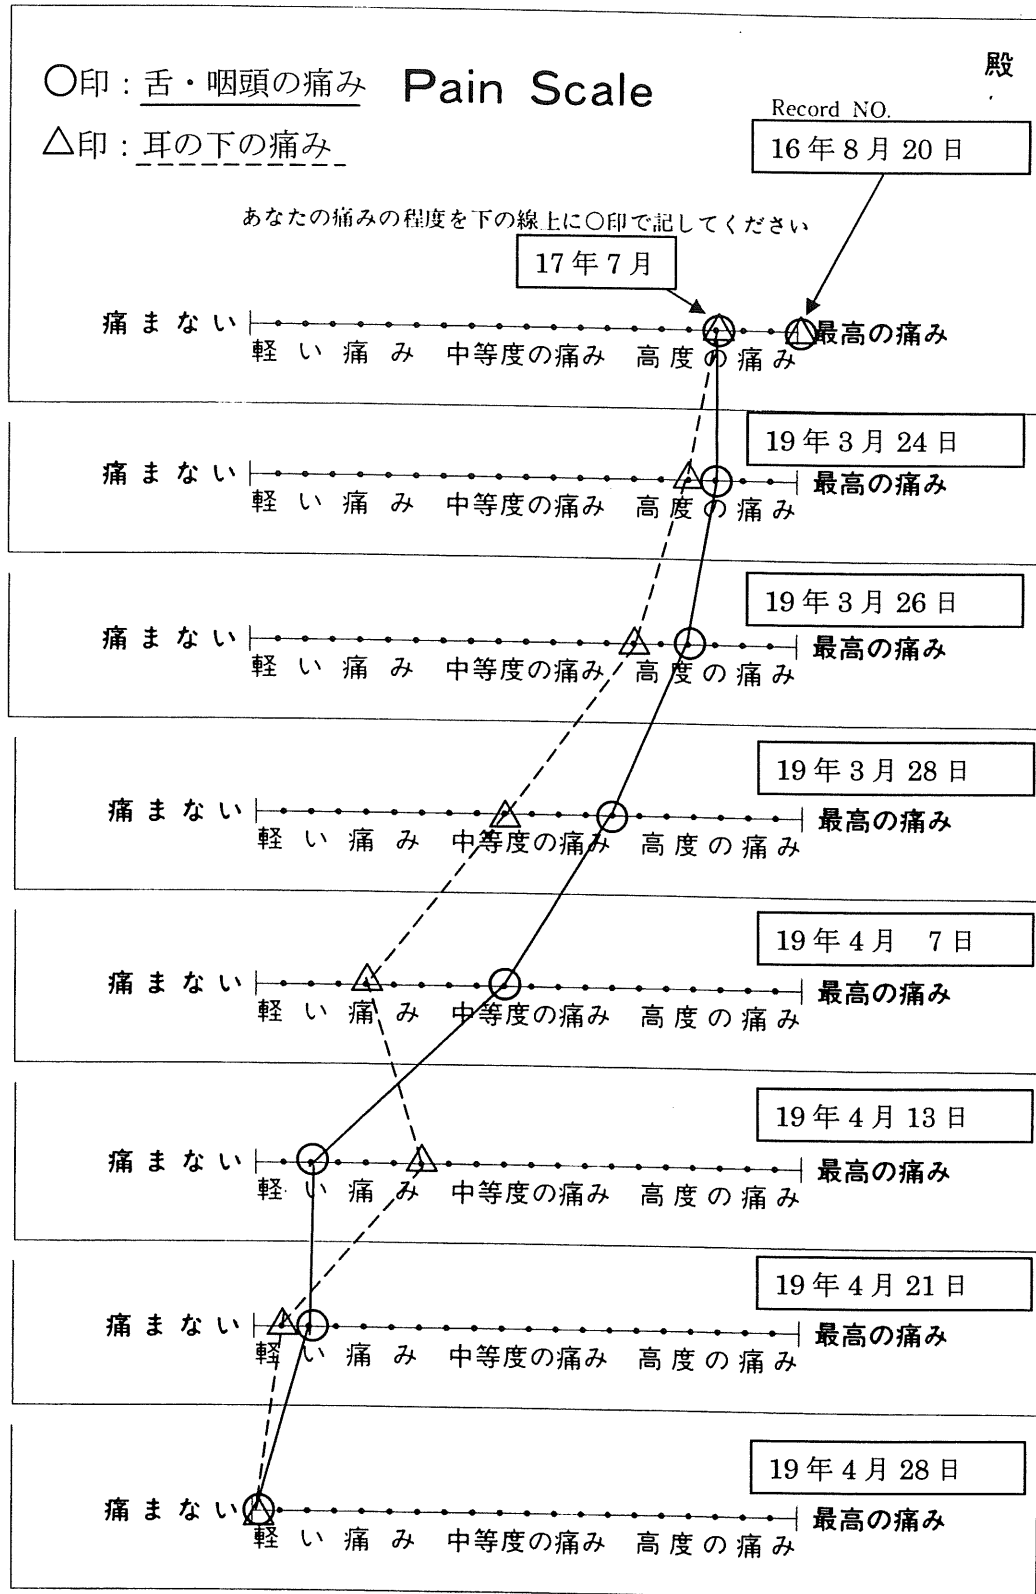 殿
○印：舌・咽頭の痛み Pain Scale
Record NO.
△印：耳の下の痛み
16年8月20日
あなたの痛みの程度を下の線上に○印で記してください
17年7月
痛まない 最高の痛み
軽い痛み 中等度の痛み 高度の痛み
19年3月24日
痛まない 最高の痛み
軽い痛み 中等度の痛み 高度の痛み
19年3月26日
痛まない 最高の痛み
軽い痛み 中等度の痛み 高度の痛み
19年3月28日
痛まない 最高の痛み
軽い痛み 中等度の痛み 高度の痛み
19年4月 7日
痛まない 最高の痛み
軽い痛み 中等度の痛み 高度の痛み
19年4月13日
痛まない 最高の痛み
軽い痛み 中等度の痛み 高度の痛み
19年4月21日
痛まない 最高の痛み
軽い痛み 中等度の痛み 高度の痛み
19年4月28日
痛まない 最高の痛み
軽い痛み 中等度の痛み 高度の痛み